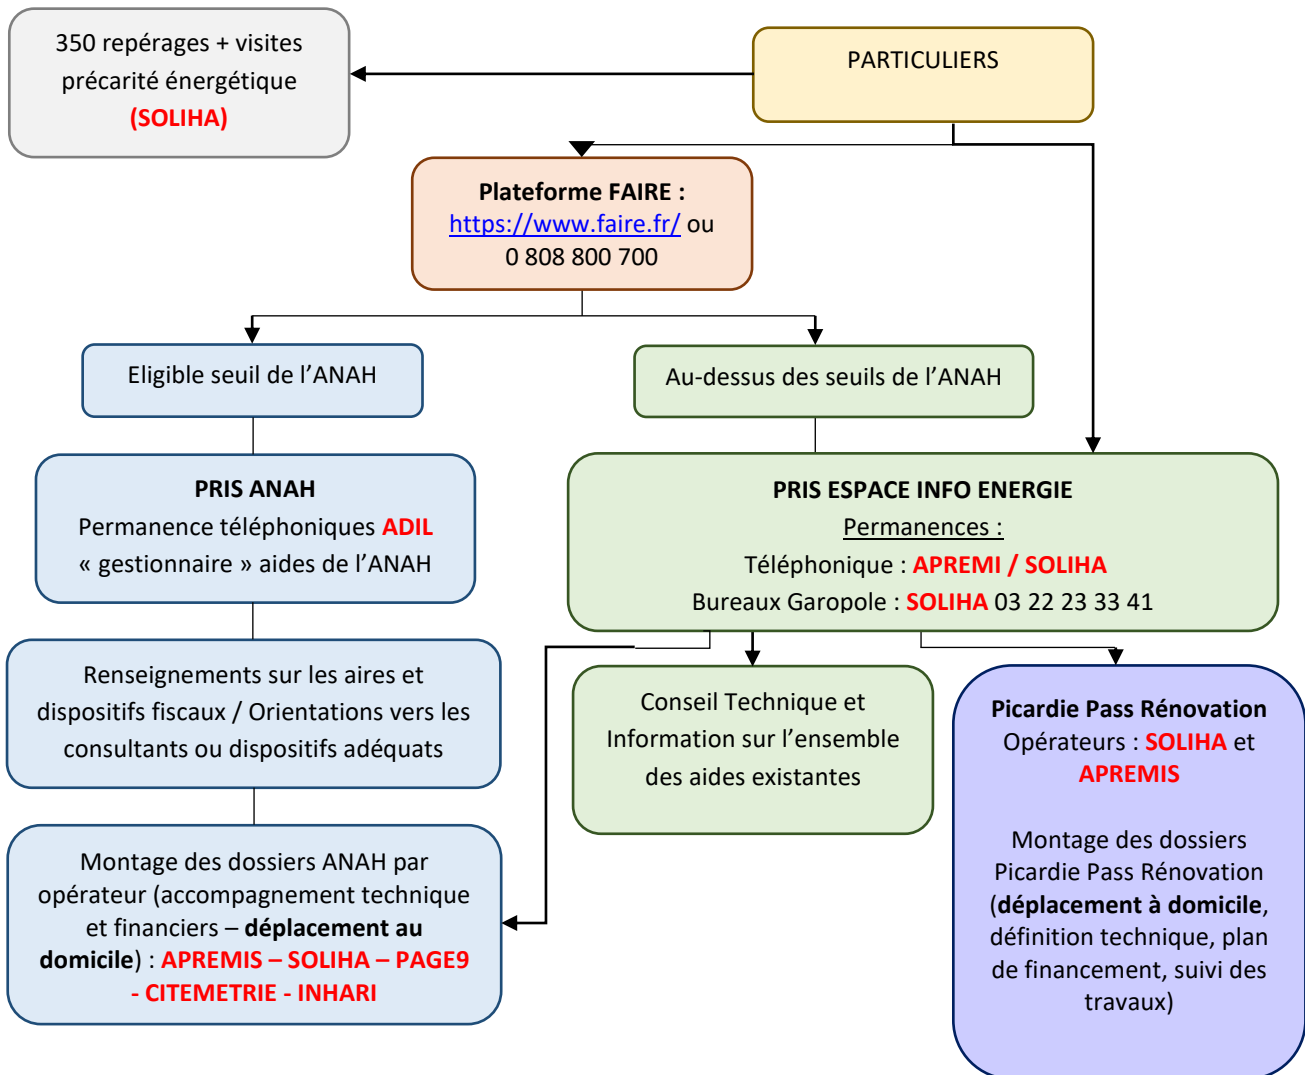 350 repérages + visites
précarité énergétique
(SOLIHA)
PARTICULIERS
Plateforme FAIRE :
https://www.faire.fr/ ou
0 808 800 700
Eligible seuil de l’ANAH
Au-dessus des seuils de l’ANAH
PRIS ANAH
Permanence téléphoniques ADIL
« gestionnaire » aides de l’ANAH
PRIS ESPACE INFO ENERGIE
Permanences :
Téléphonique : APREMI / SOLIHA
Bureaux Garopole : SOLIHA 03 22 23 33 41
Renseignements sur les aires et
dispositifs fiscaux / Orientations vers les
consultants ou dispositifs adéquats
Conseil Technique et
Information sur l’ensemble
des aides existantes
Picardie Pass Rénovation
Opérateurs : SOLIHA et
APREMIS
Montage des dossiers
Picardie Pass Rénovation
(déplacement à domicile,
définition technique, plan
de financement, suivi des
travaux)
Montage des dossiers ANAH par
opérateur (accompagnement technique
et financiers – déplacement au
domicile) : APREMIS – SOLIHA – PAGE9
- CITEMETRIE - INHARI